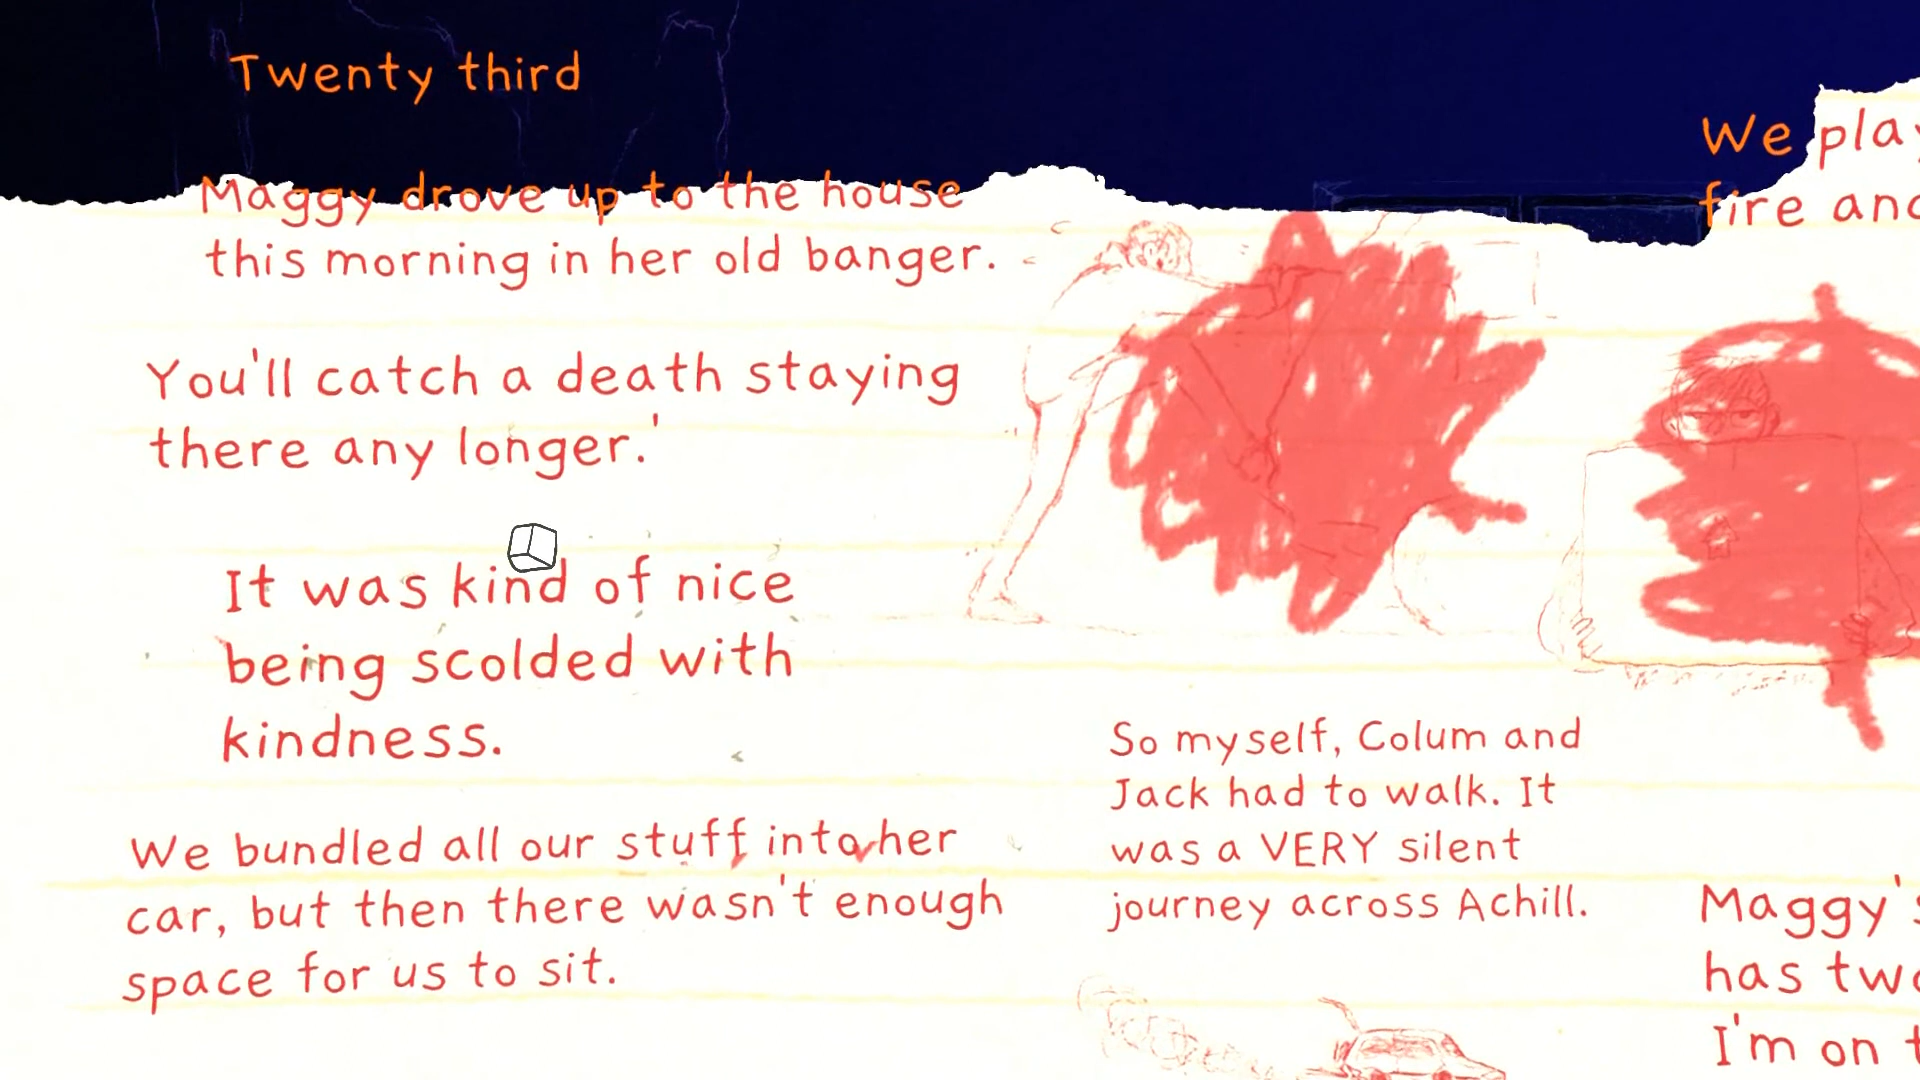 Twenty third
Maggy drove up to the house
this morning in her old banger.
You'll catch a death staying
there any longer.'
It was kind of nice
being scolded with
kindness.
We bundled all our stuff into her
car, but then there wasn't enough
space for us to sit.
So myself, Colum and
Jack had to walk. It
was a VERY silent
journey across Achill.
We
fire
Maggy's
has
I'm on